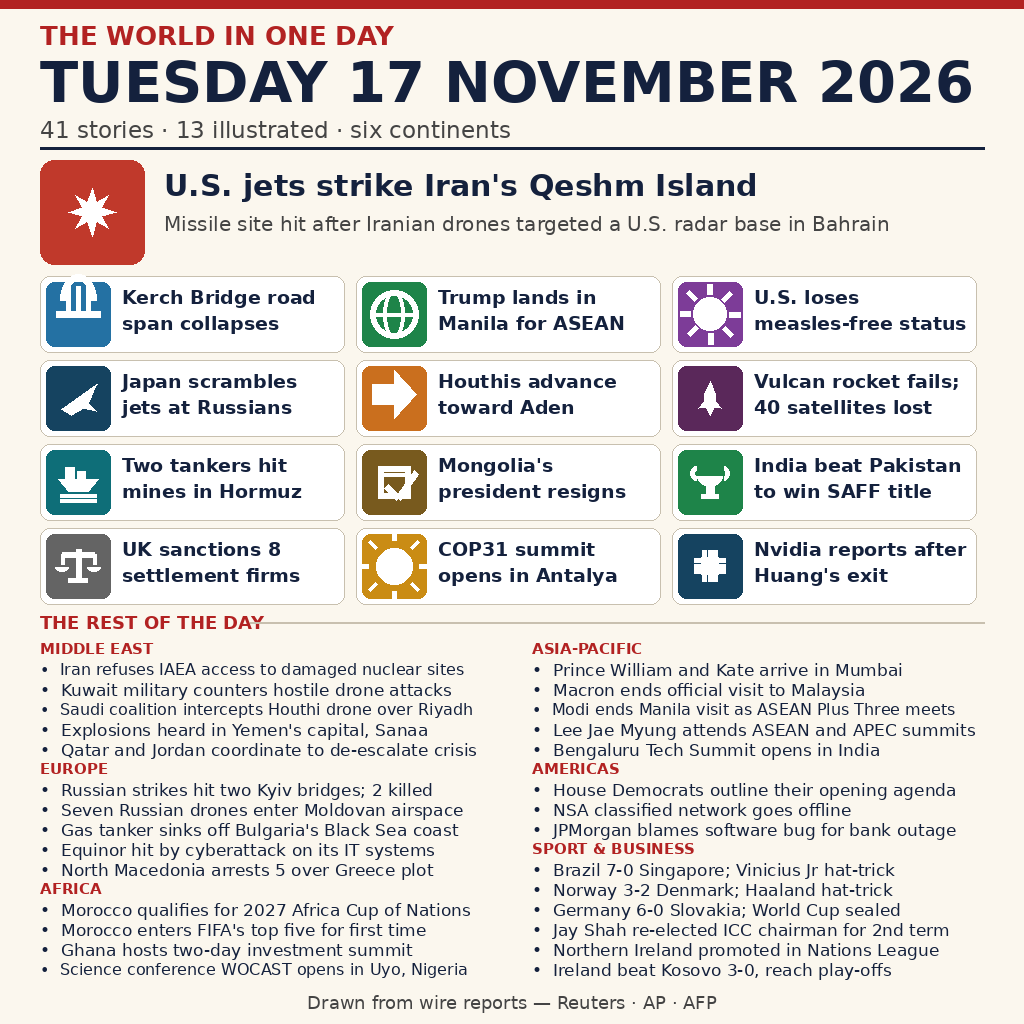 THE WORLD IN ONE DAY
TUESDAY 17 NOVEMBER 2026
41 stories · 13 illustrated · six continents
U.S. jets strike Iran's Qeshm Island
Missile site hit after Iranian drones targeted a U.S. radar base in Bahrain
Kerch Bridge road
span collapses
Trump lands in
Manila for ASEAN
U.S. loses
measles-free status
Japan scrambles
jets at Russians
Houthis advance
toward Aden
Vulcan rocket fails;
40 satellites lost
Two tankers hit
mines in Hormuz
Mongolia's
president resigns
India beat Pakistan
to win SAFF title
UK sanctions 8
settlement firms
COP31 summit
opens in Antalya
Nvidia reports after
Huang's exit
THE REST OF THE DAY
MIDDLE EAST
• Iran refuses IAEA access to damaged nuclear sites
• Kuwait military counters hostile drone attacks
• Saudi coalition intercepts Houthi drone over Riyadh
• Explosions heard in Yemen's capital, Sanaa
• Qatar and Jordan coordinate to de-escalate crisis
EUROPE
• Russian strikes hit two Kyiv bridges; 2 killed
• Seven Russian drones enter Moldovan airspace
• Gas tanker sinks off Bulgaria's Black Sea coast
• Equinor hit by cyberattack on its IT systems
• North Macedonia arrests 5 over Greece plot
AFRICA
• Morocco qualifies for 2027 Africa Cup of Nations
• Morocco enters FIFA's top five for first time
• Ghana hosts two-day investment summit
• Science conference WOCAST opens in Uyo, Nigeria
ASIA-PACIFIC
• Prince William and Kate arrive in Mumbai
• Macron ends official visit to Malaysia
• Modi ends Manila visit as ASEAN Plus Three meets
• Lee Jae Myung attends ASEAN and APEC summits
• Bengaluru Tech Summit opens in India
AMERICAS
• House Democrats outline their opening agenda
• NSA classified network goes offline
• JPMorgan blames software bug for bank outage
SPORT & BUSINESS
• Brazil 7-0 Singapore; Vinicius Jr hat-trick
• Norway 3-2 Denmark; Haaland hat-trick
• Germany 6-0 Slovakia; World Cup sealed
• Jay Shah re-elected ICC chairman for 2nd term
• Northern Ireland promoted in Nations League
• Ireland beat Kosovo 3-0, reach play-offs
Drawn from wire reports — Reuters · AP · AFP